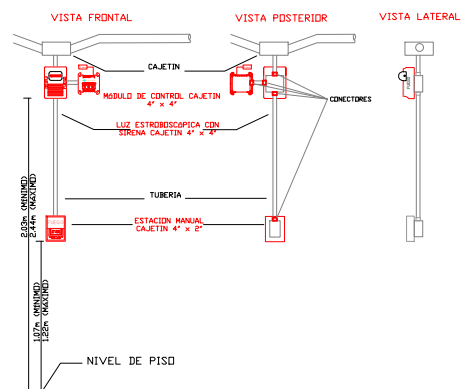 VISTA FRONTAL
VISTA POSTERIOR
VISTA LATERAL
CAJETIN
MÓDULO DE CONTROL CAJETIN
4" x 4"
CONECTORES
LUZ ESTROBOSCÓPICA CON
SIRENA CAJETIN 4" x 4"
TUBERIA
ESTACION MANUAL
CAJETIN 4" x 2"
2.03m (MINIMO)
2.44m (MAXIMO)
1.07m (MINIMO)
1.22m (MAXIMO)
NIVEL DE PISO